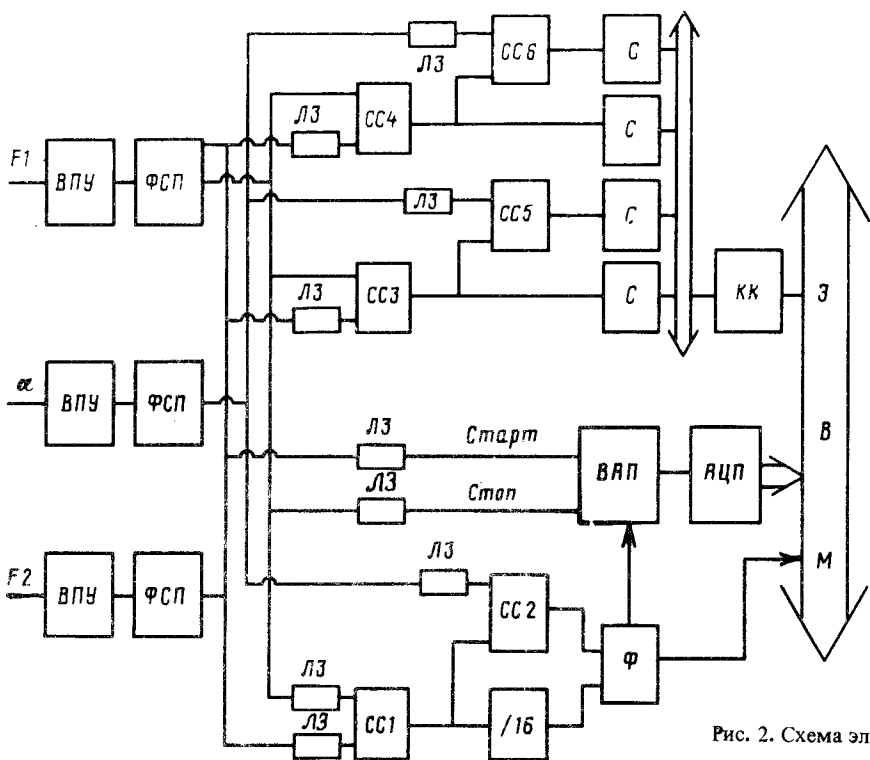 ЛЗ
СС6
С
ЛЗ
СС4
С
F1
ВПУ
ФСП
ЛЗ
СС5
С
ЛЗ
СС3
С
КК
Э
α
ВПУ
ФСП
ЛЗ
Старт
ВАП
АЦП
В
ЛЗ
Стоп
F2
ВПУ
ФСП
ЛЗ
СС2
Ф
М
ЛЗ
СС1
/16
ЛЗ
Рис. 2. Схема эл